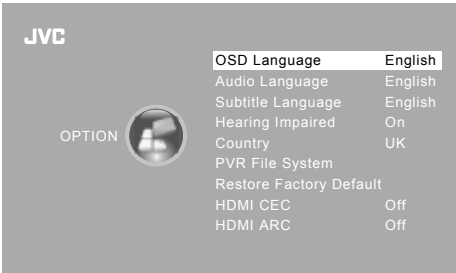 JVC
OPTION
OSD Language English
Audio Language English
Subtitle Language English
Hearing Impaired On
Country UK
PVR File System
Restore Factory Default
HDMI CEC Off
HDMI ARC Off